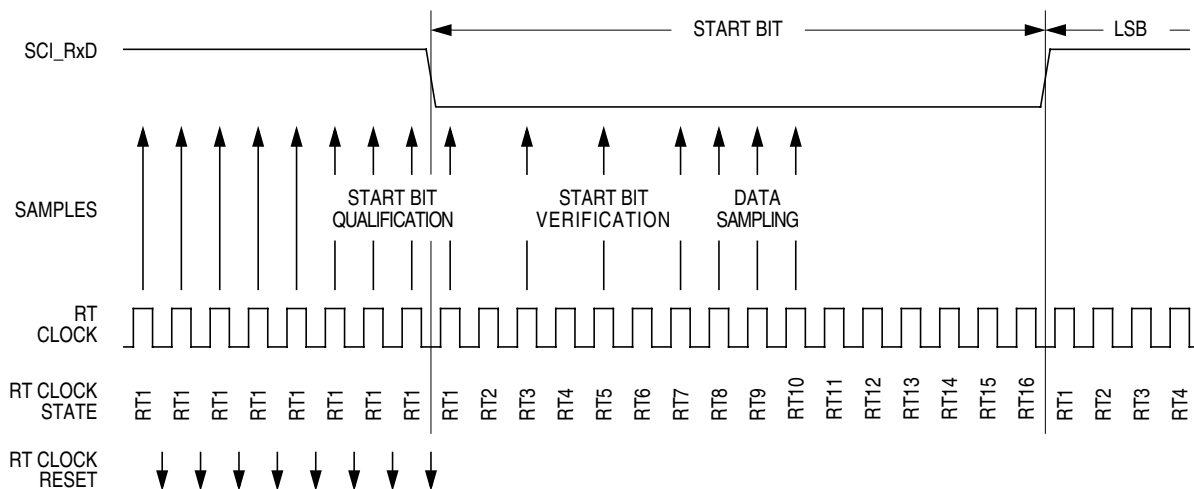 START BIT
LSB
SCI_RxD
SAMPLES
START BIT
QUALIFICATION
START BIT
VERIFICATION
DATA
SAMPLING
RT
CLOCK
RT CLOCK
STATE
RT1 RT1 RT1 RT1 RT1 RT1 RT1 RT1 RT1 RT2 RT3 RT4 RT5 RT6 RT7 RT8 RT9 RT10 RT11 RT12 RT13 RT14 RT15 RT16 RT1 RT2 RT3 RT4
RT CLOCK
RESET